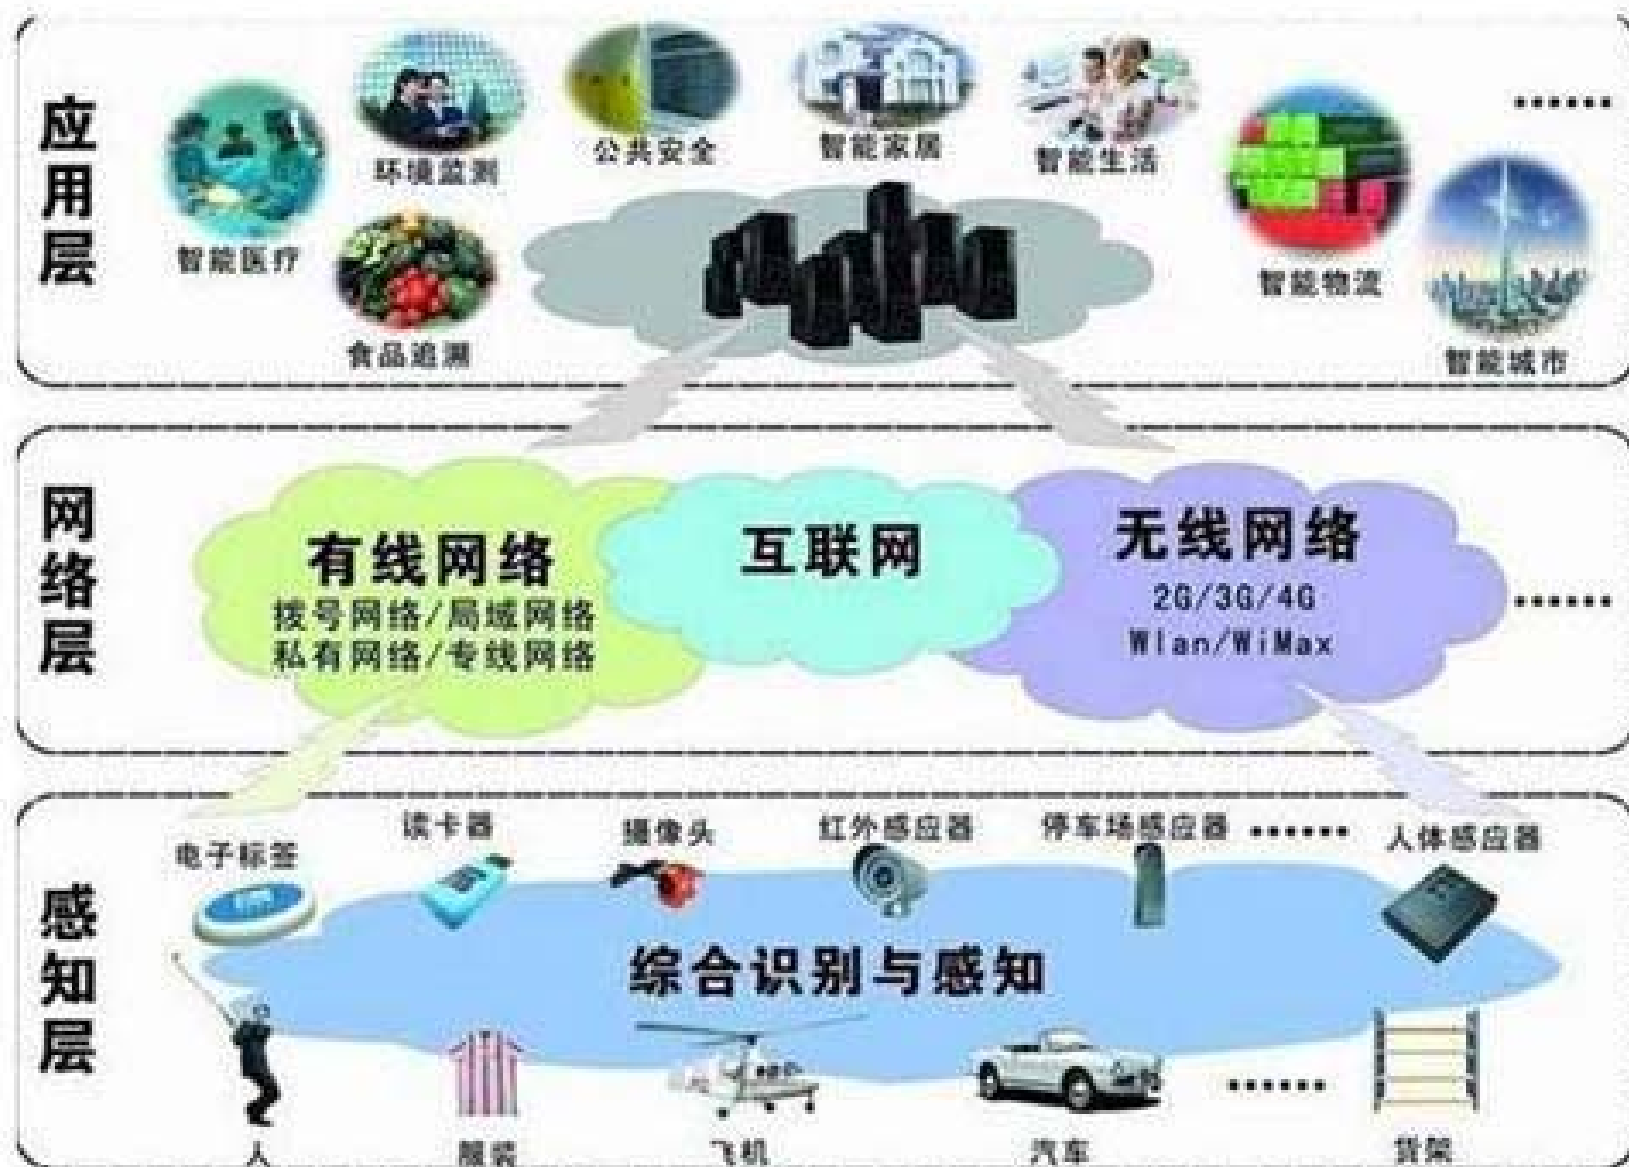 应用层
环境监测
公共安全
智能家居
智能生活
......
智能医疗
食品追溯
智能物流
智能城市
网络层
有线网络
拨号网络/局域网络
私有网络/专线网络
互联网
无线网络
2G/3G/4G
Wlan/WiMax
......
感知层
电子标签
读卡器
摄像头
红外感应器
停车场感应器
......
人体感应器
综合识别与感知
人
服装
飞机
汽车
......
货架